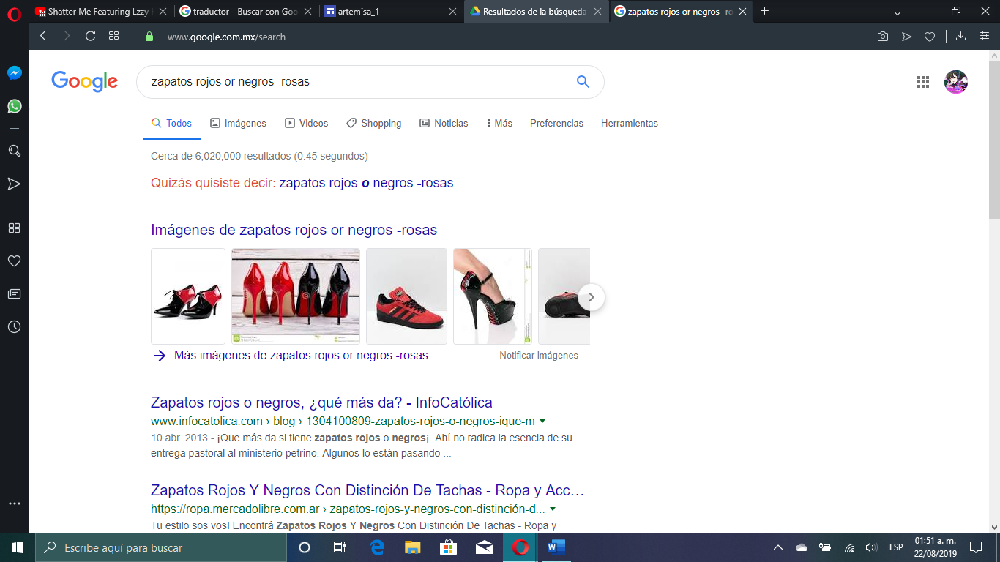 Shatter Me Featuring Lzzy
traductor - Buscar con Goo
artemisa_1
Resultados de la búsqueda
zapatos rojos or negros -ro
www.google.com.mx/search
Google
zapatos rojos or negros -rosas
Todos
Imágenes
Videos
Shopping
Noticias
Más
Preferencias
Herramientas
Cerca de 6,020,000 resultados (0.45 segundos)
Quizás quisiste decir: zapatos rojos o negros -rosas
Imágenes de zapatos rojos or negros -rosas
Más imágenes de zapatos rojos or negros -rosas
Notificar imágenes
Zapatos rojos o negros, ¿qué más da? - InfoCatólica
www.infocatolica.com › blog › 1304100809-zapatos-rojos-o-negros-ique-m
10 abr. 2013 - ¡Que más da si tiene zapatos rojos o negros¡. Ahí no radica la esencia de su
entrega pastoral al ministerio petrino. Algunos lo están pasando ...
Zapatos Rojos Y Negros Con Distinción De Tachas - Ropa y Acc…
https://ropa.mercadolibre.com.ar › zapatos-rojos-y-negros-con-distinción-d...
Tu estilo sos vos! Encontrá Zapatos Rojos Y Negros Con Distinción De Tachas - Ropa y
Escribe aquí para buscar
ESP
01:51 a. m.
22/08/2019